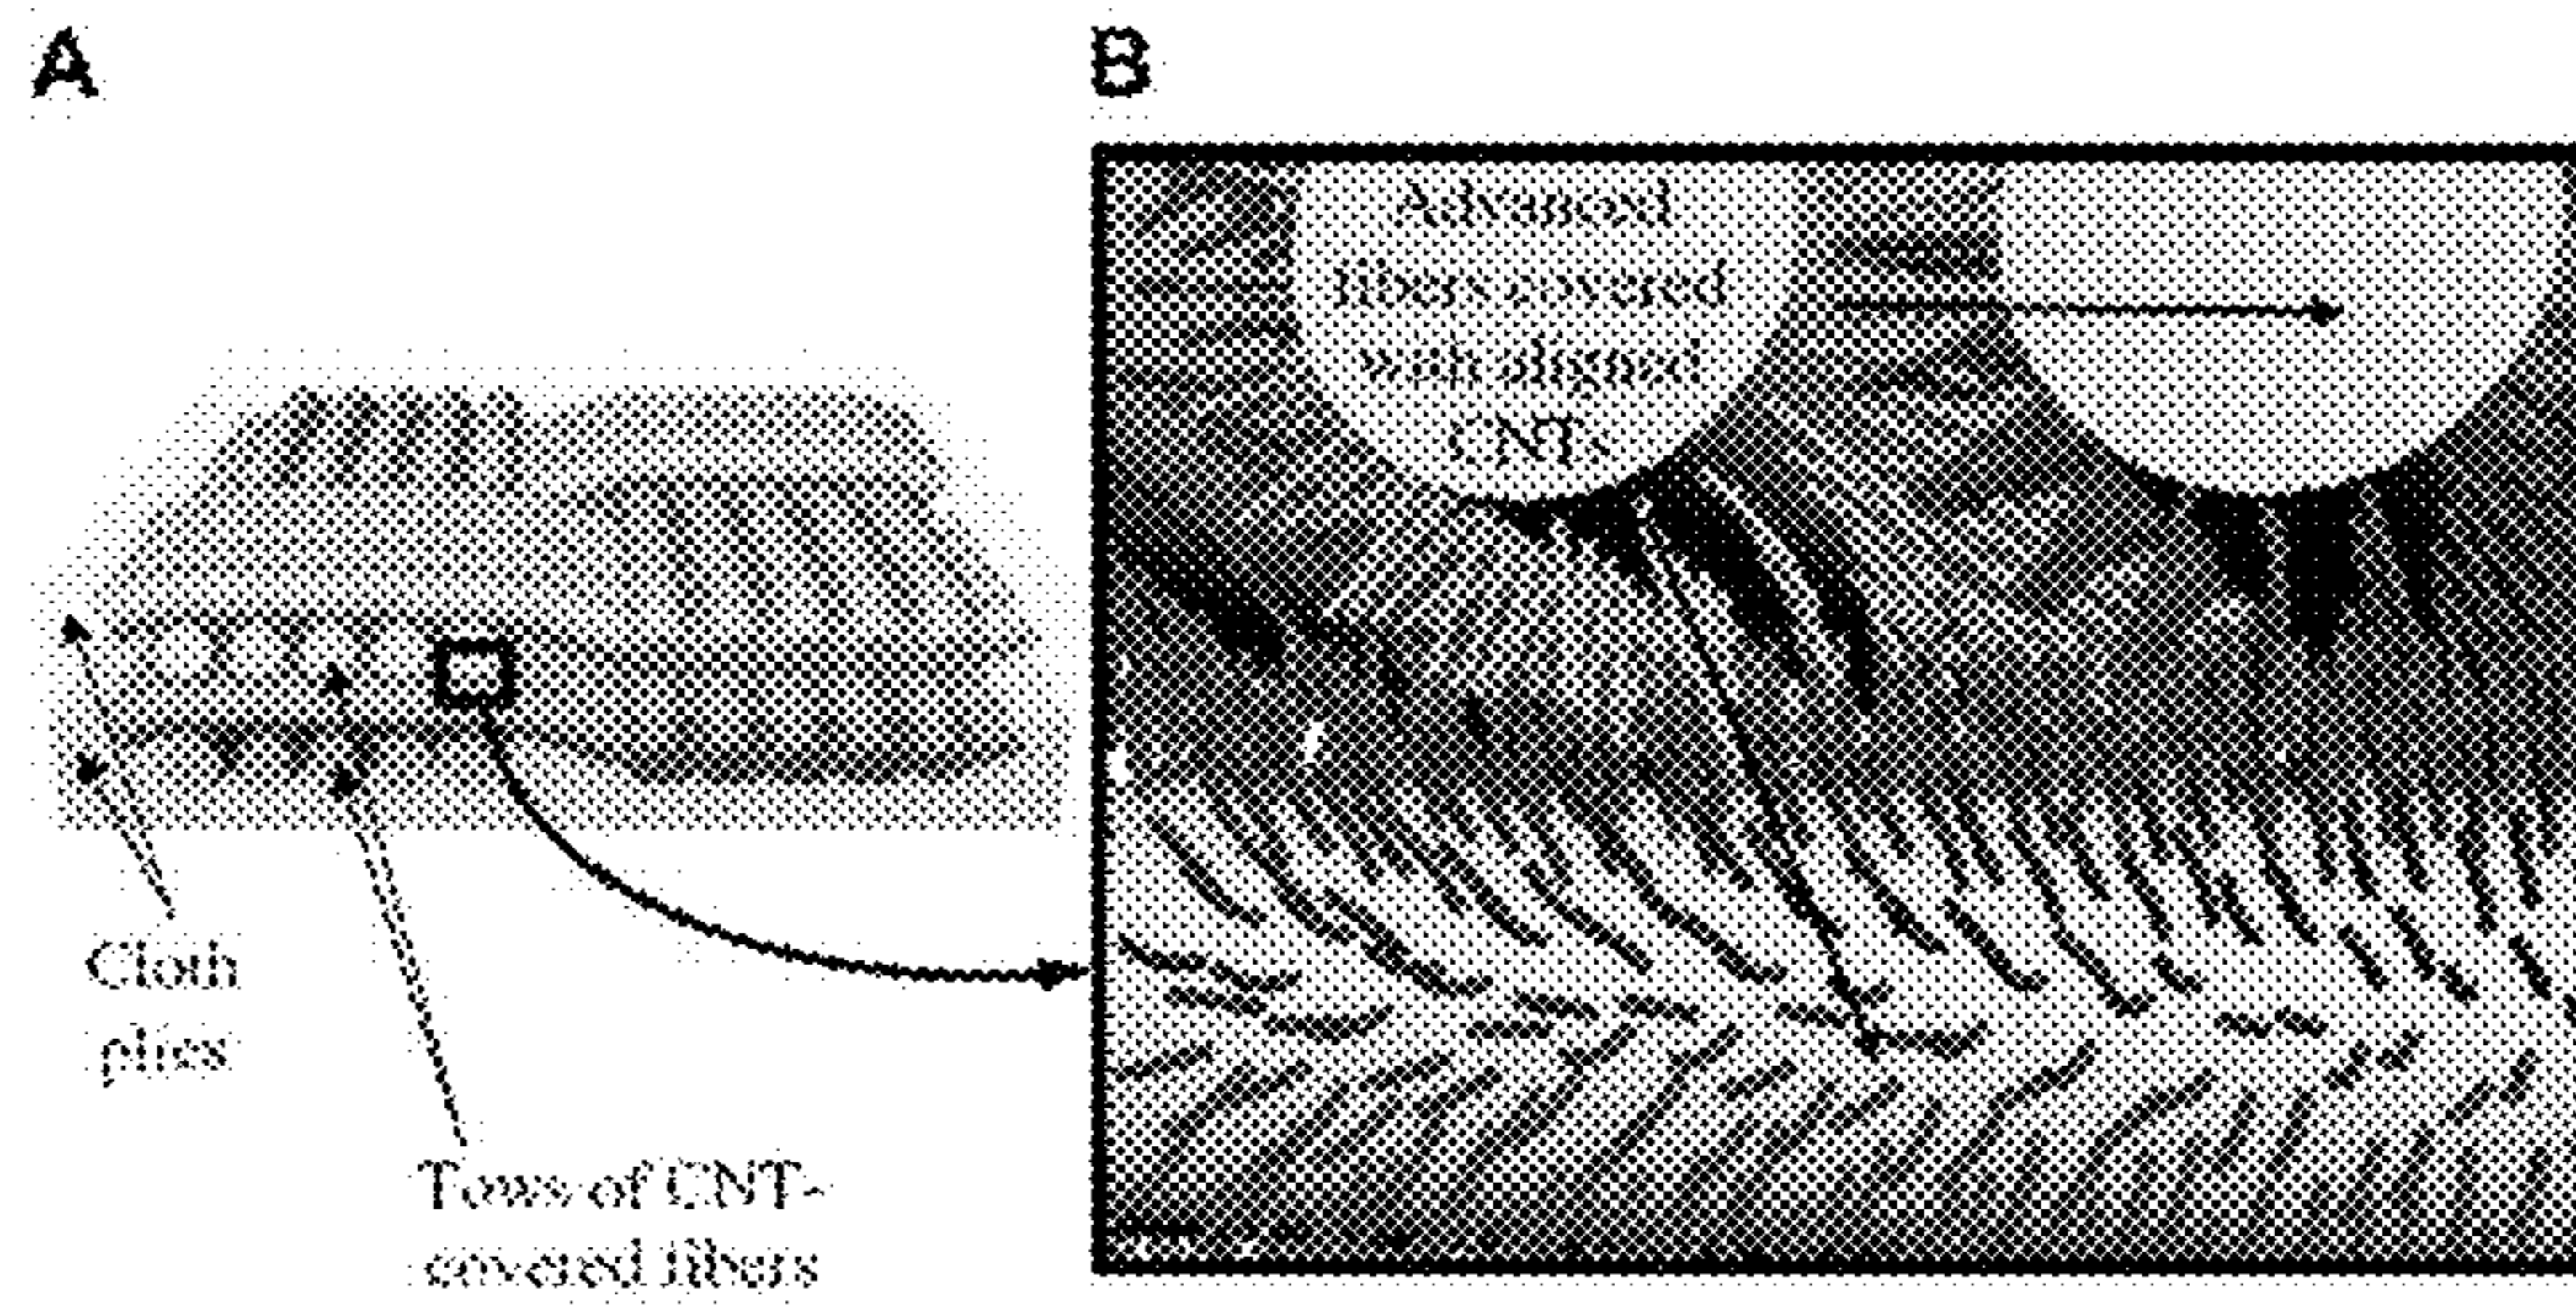 A
B
Advanced
fibers covered
with aligned
CNTs
Cloth
plies
Tows of CNT-
covered fibers